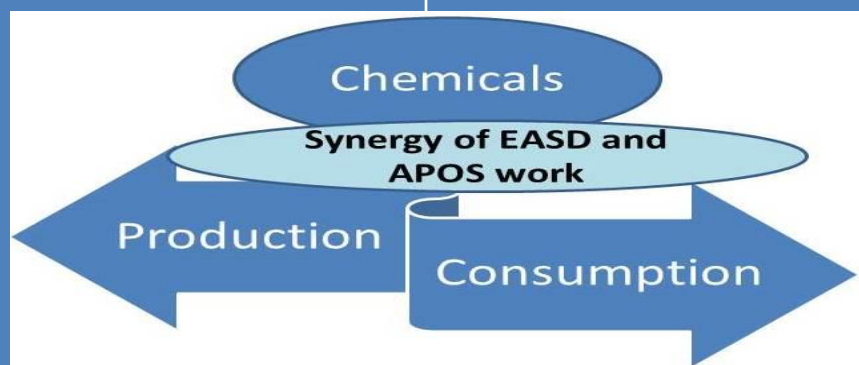 Chemicals
Synergy of EASD and
APOS work
Production
Consumption